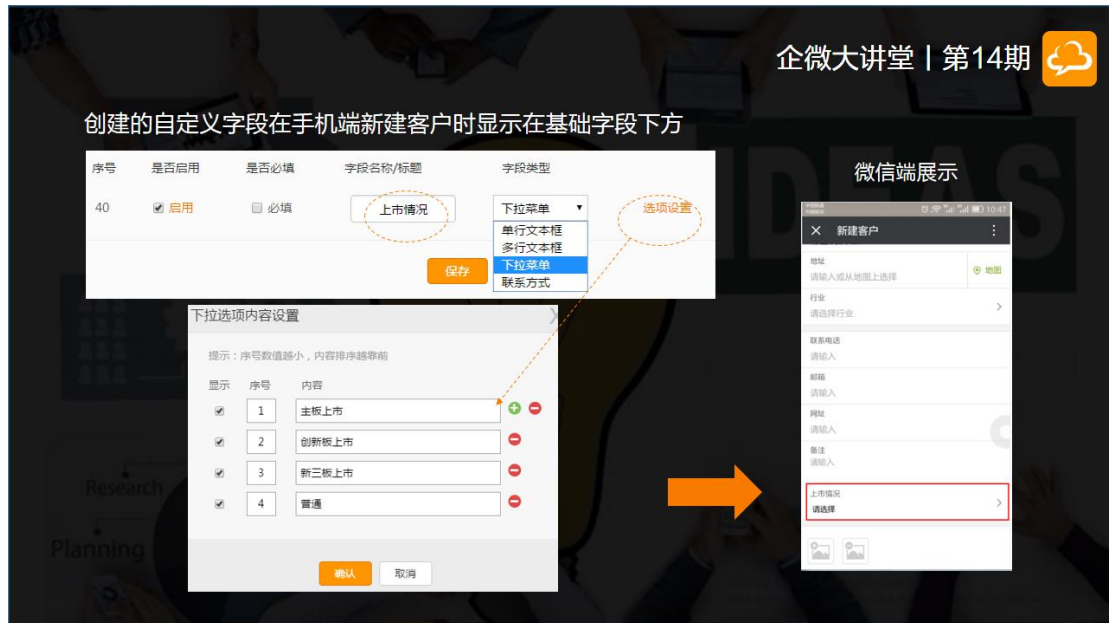 企微大讲堂丨第14期
创建的自定义字段在手机端新建客户时显示在基础字段下方
序号 是否启用 是否必填 字段名称/标题 字段类型
40 启用 必填 上市情况 下拉菜单 选项设置
单行文本框
多行文本框
下拉菜单
联系方式
保存
下拉选项内容设置
提示：序号数值越小，内容排序越靠前
显示 序号 内容
1 主板上市
2 创新板上市
3 新三板上市
4 普通
确认 取消
微信端展示
10:47
新建客户
地址
请输入或从地图上选择 地图
行业
请选择行业
联系电话
请输入
邮箱
请输入
网址
请输入
备注
请输入
上市情况
请选择
IDEAS
Research
Planning